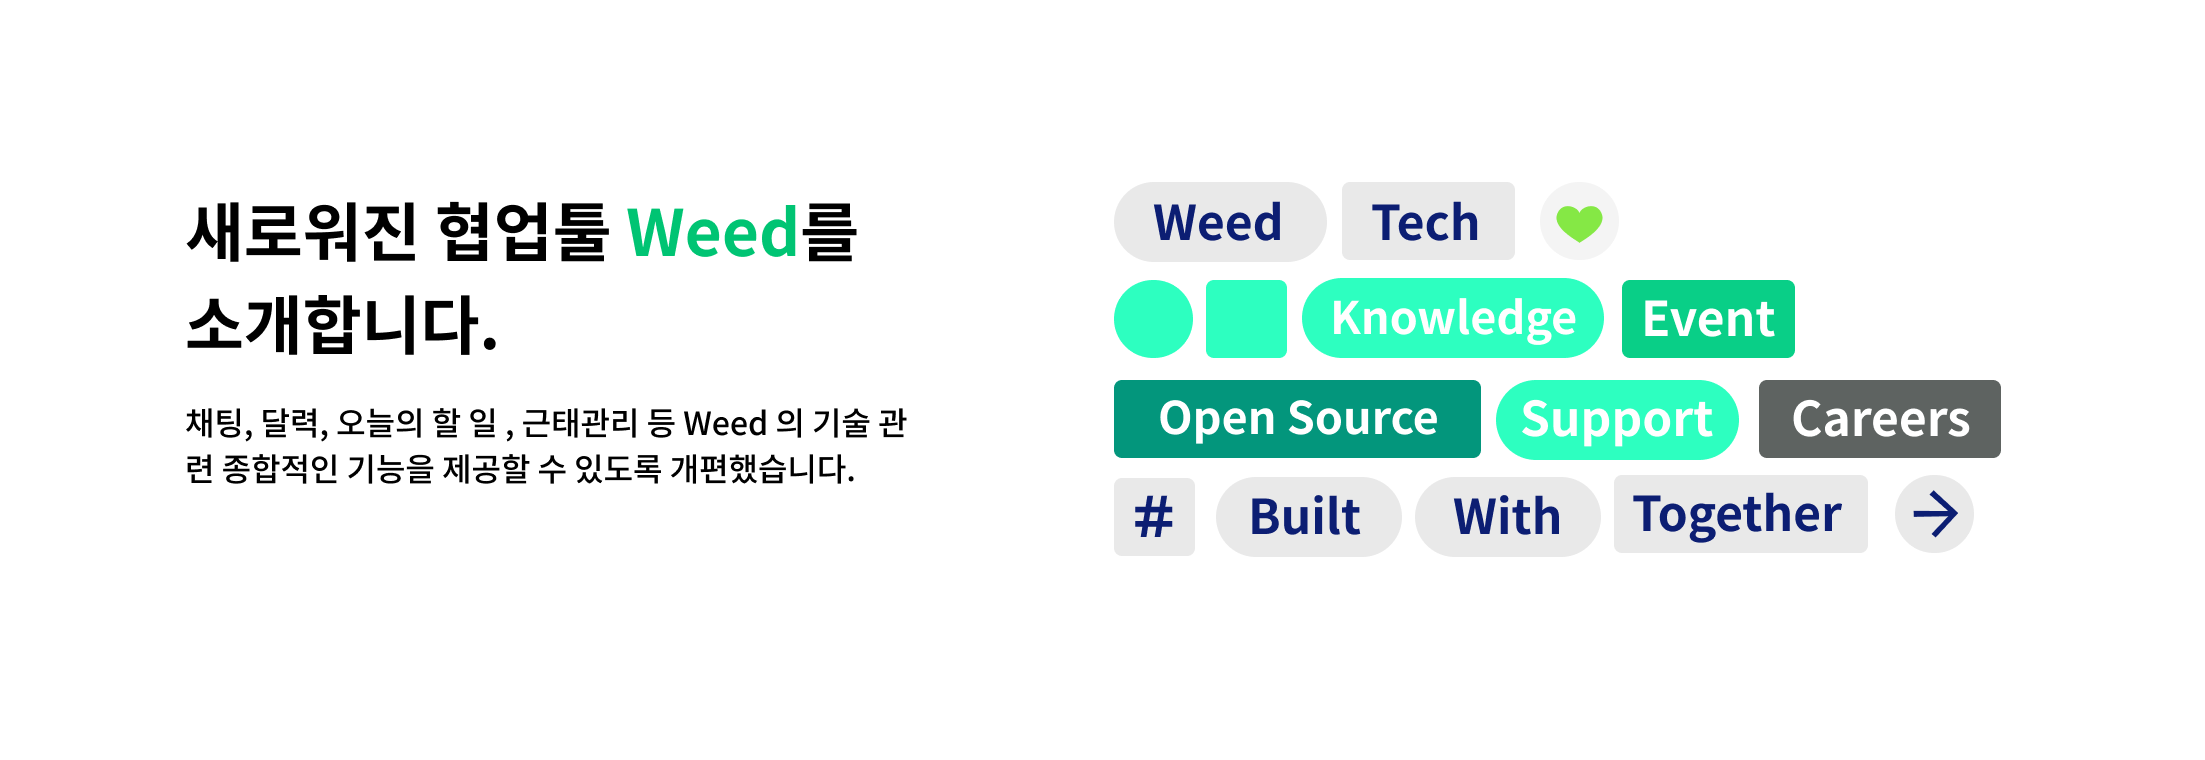 새로워진 협업툴 Weed를
소개합니다.
채팅, 달력, 오늘의 할 일 , 근태관리 등 Weed 의 기술 관
련 종합적인 기능을 제공할 수 있도록 개편했습니다.
Weed Tech
Knowledge Event
Open Source Support Careers
# Built With Together →